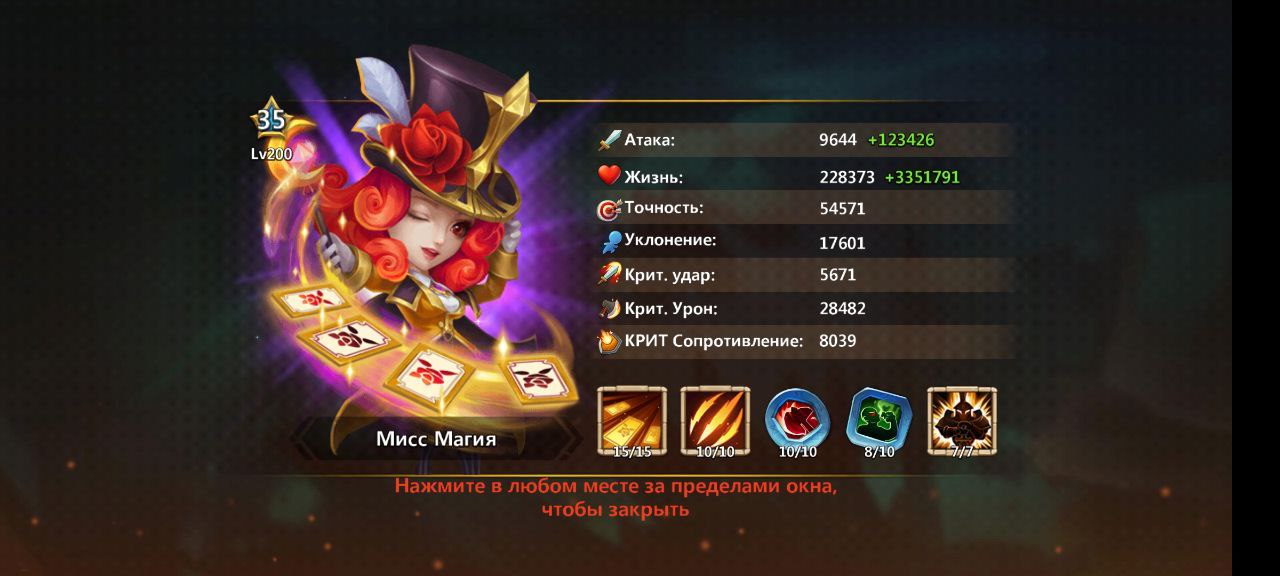 35
Lv200
Атака: 9644 +123426
Жизнь: 228373 +3351791
Точность: 54571
Уклонение: 17601
Крит. удар: 5671
Крит. Урон: 28482
КРИТ Сопротивление: 8039
15/15 10/10 10/10 8/10 7/7
Мисс Магия
Нажмите в любом месте за пределами окна,
чтобы закрыть